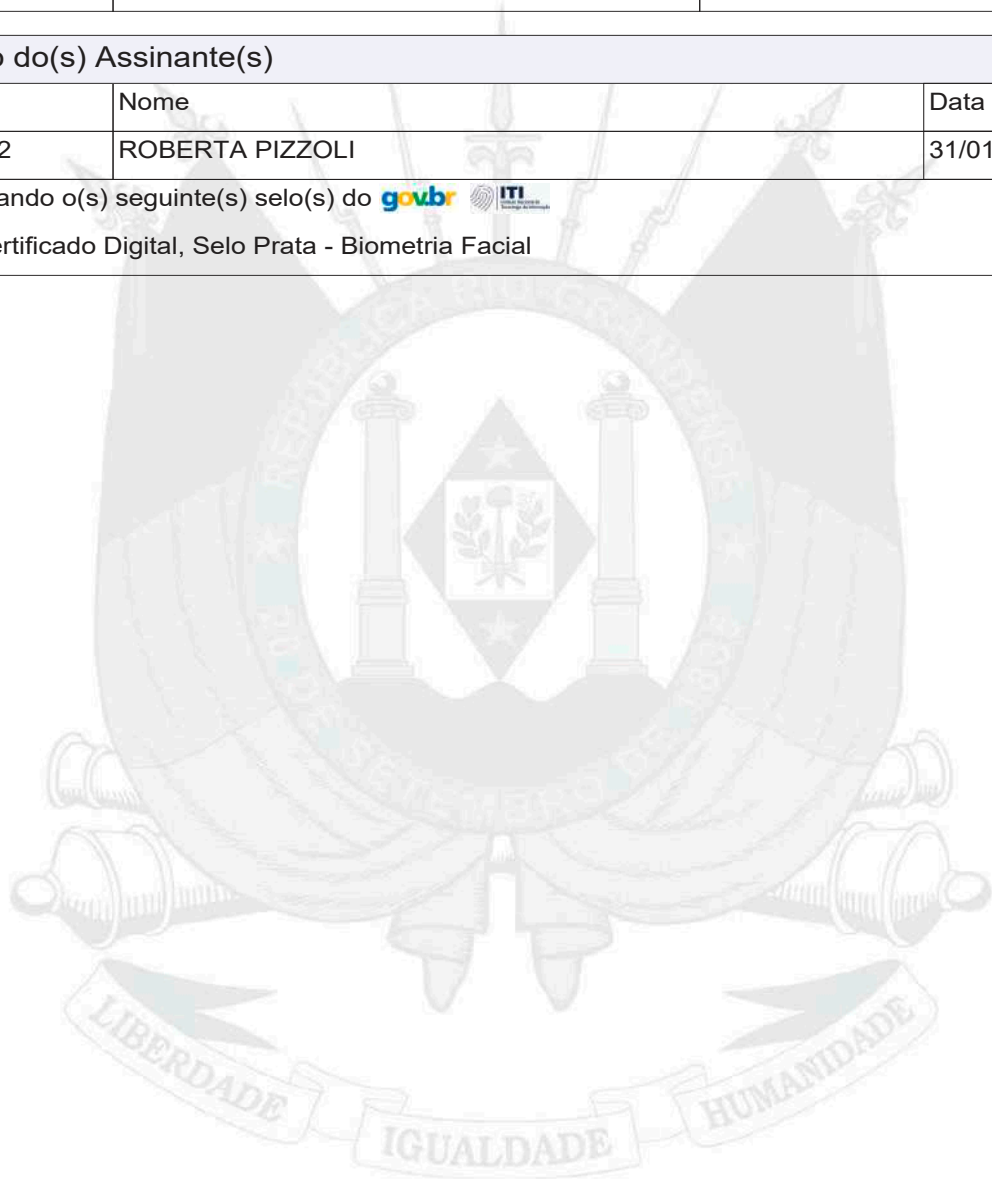 o do(s) Assinante(s)
Nome Data
2 ROBERTA PIZZOLI 31/01
ando o(s) seguinte(s) selo(s) do gov.br ITI
ertificado Digital, Selo Prata - Biometria Facial
REPÚBLICA RIO-GRANDENSE
20 DE SETEMBRO DE 1835
LIBERDADE IGUALDADE HUMANIDADE